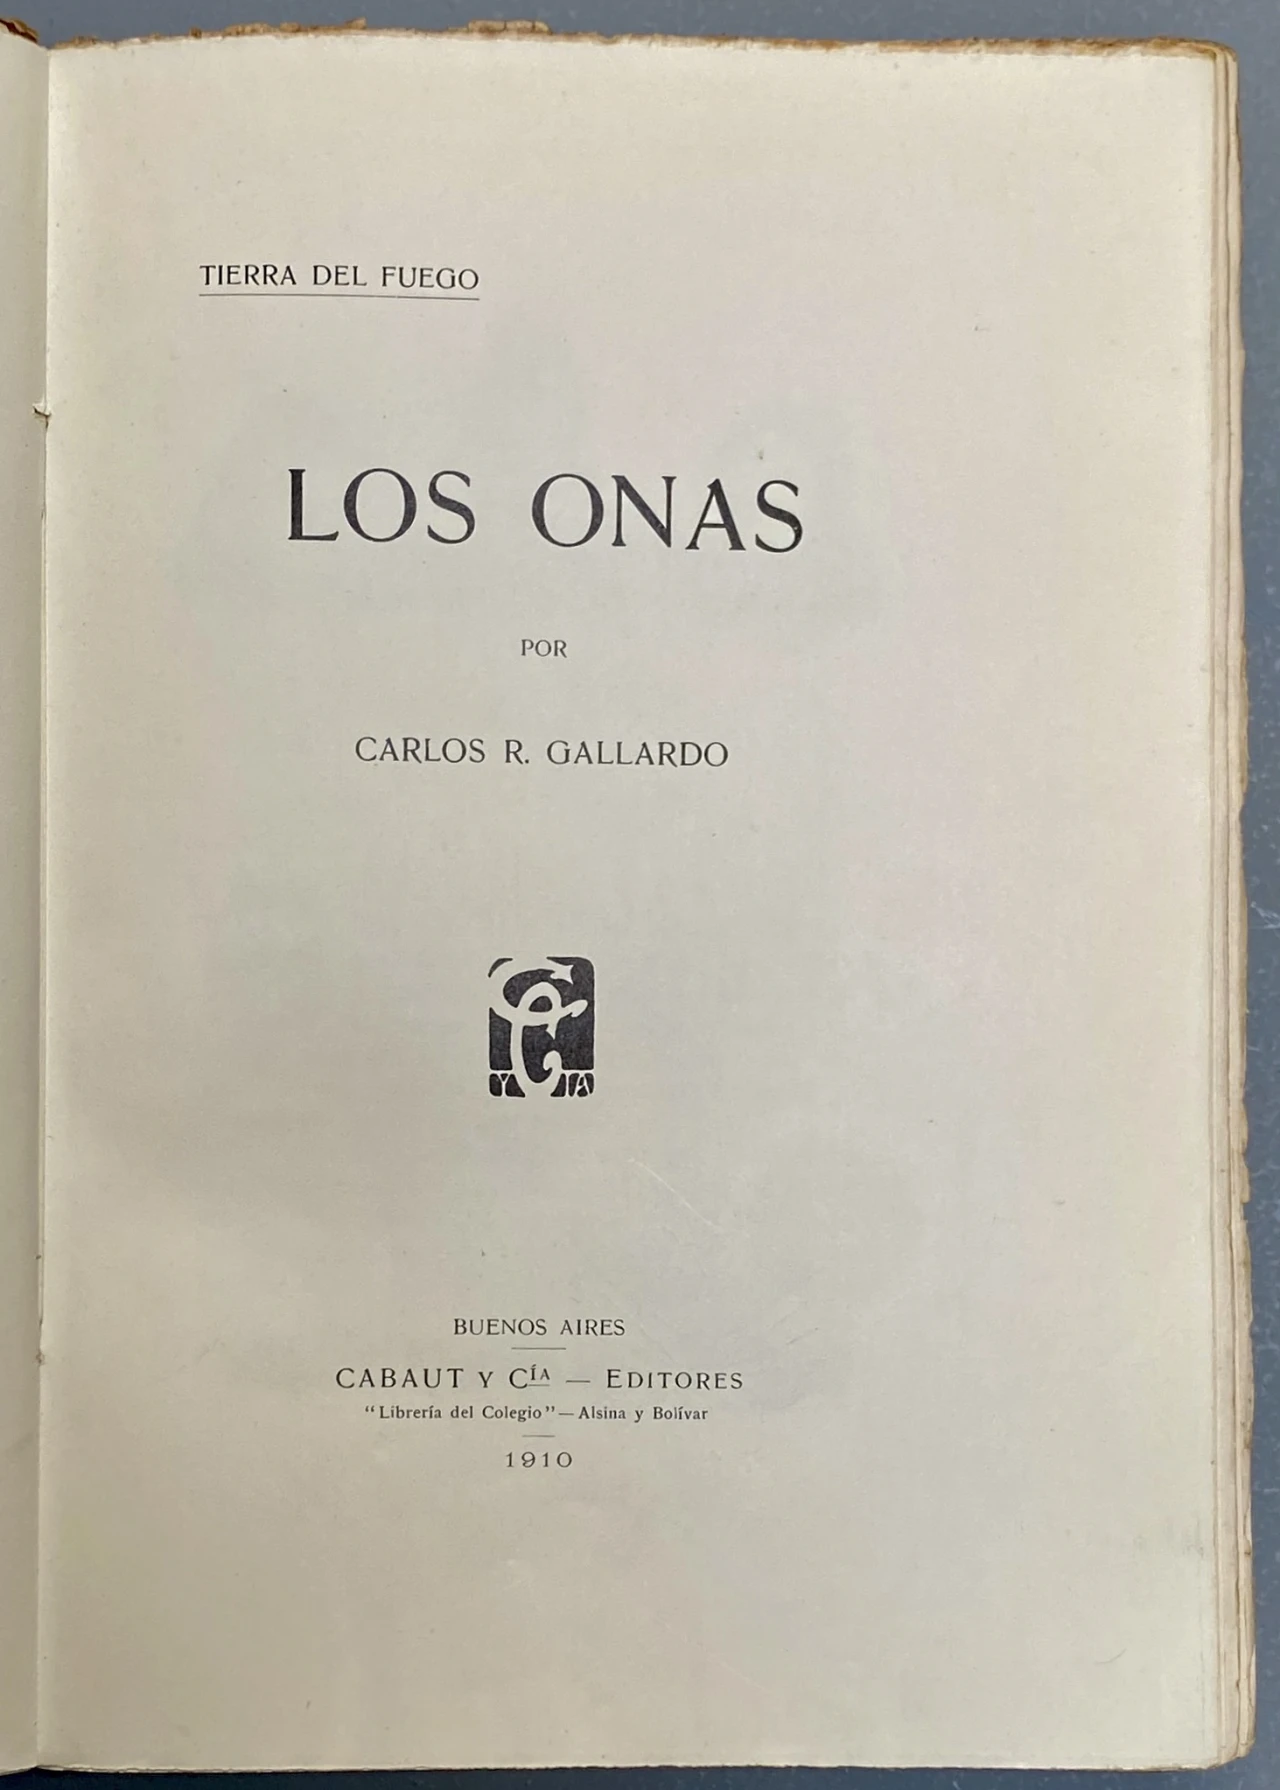 TIERRA DEL FUEGO
LOS ONAS
POR
CARLOS R. GALLARDO
C
Y IA
BUENOS AIRES
CABAUT Y CÍA — EDITORES
“Librería del Colegio”—Alsina y Bolívar
1910